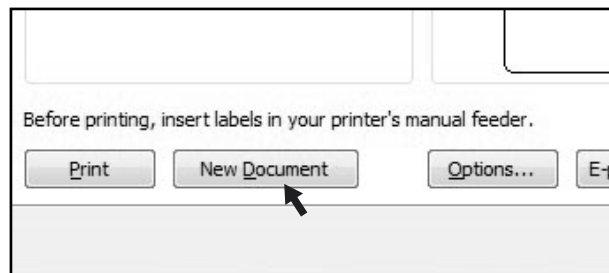 Before printing, insert labels in your printer's manual feeder.
Print New Document Options... E-